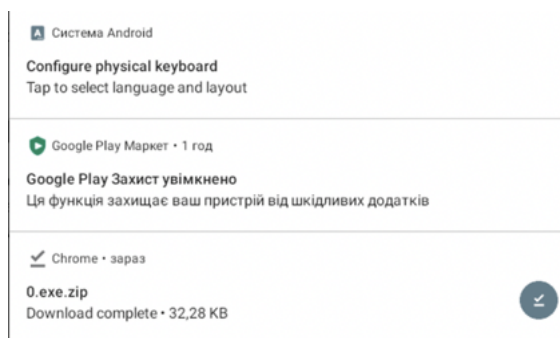 Система Android
Configure physical keyboard
Tap to select language and layout
Google Play Маркет • 1 год
Google Play Захист увімкнено
Ця функція захищає ваш пристрій від шкідливих додатків
Chrome • зараз
0.exe.zip
Download complete • 32,28 KB